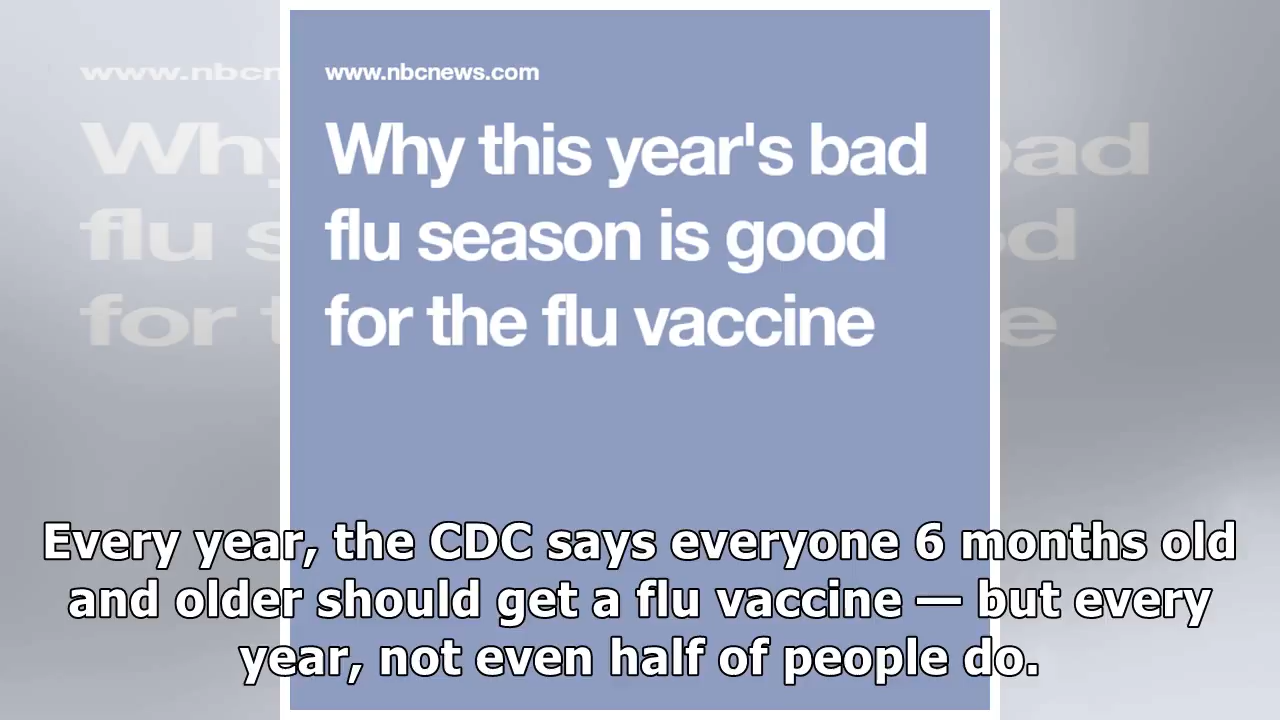 www.nbcnews.com
Why this year's bad
flu season is good
for the flu vaccine
Every year, the CDC says everyone 6 months old
and older should get a flu vaccine — but every
year, not even half of people do.